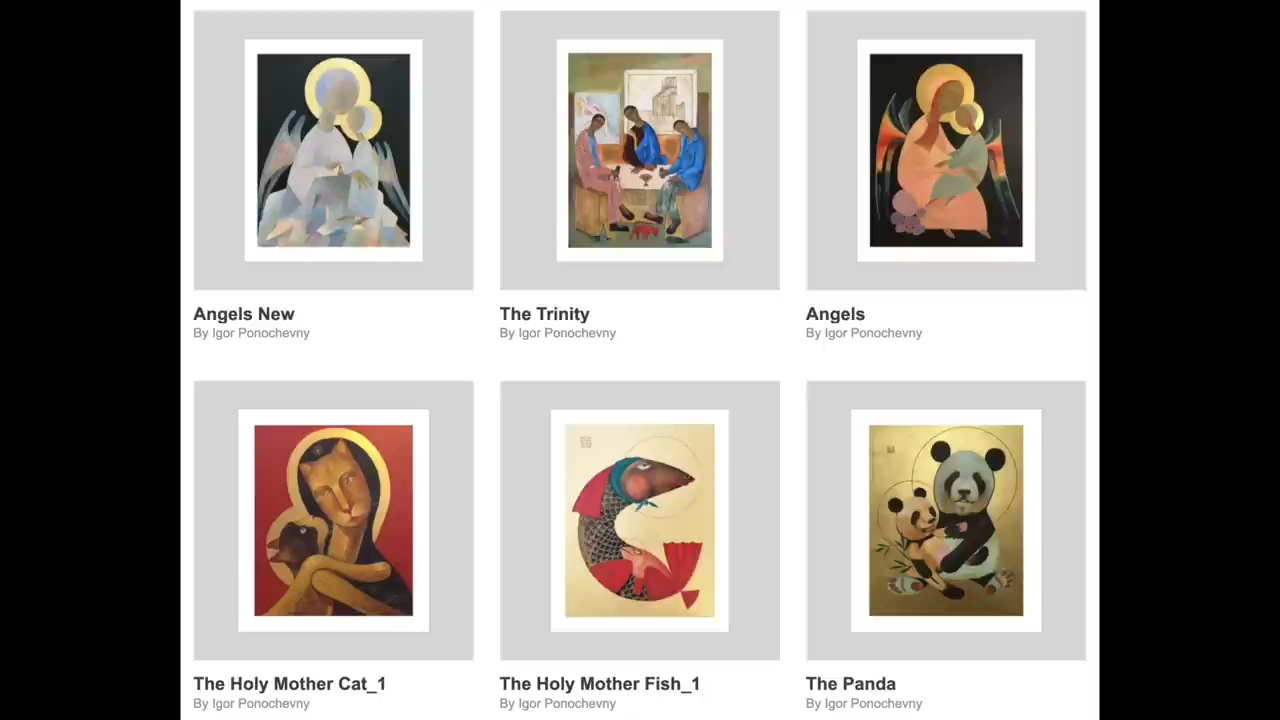 Angels New
By Igor Ponochevny
The Trinity
By Igor Ponochevny
Angels
By Igor Ponochevny
The Holy Mother Cat_1
By Igor Ponochevny
The Holy Mother Fish_1
By Igor Ponochevny
The Panda
By Igor Ponochevny